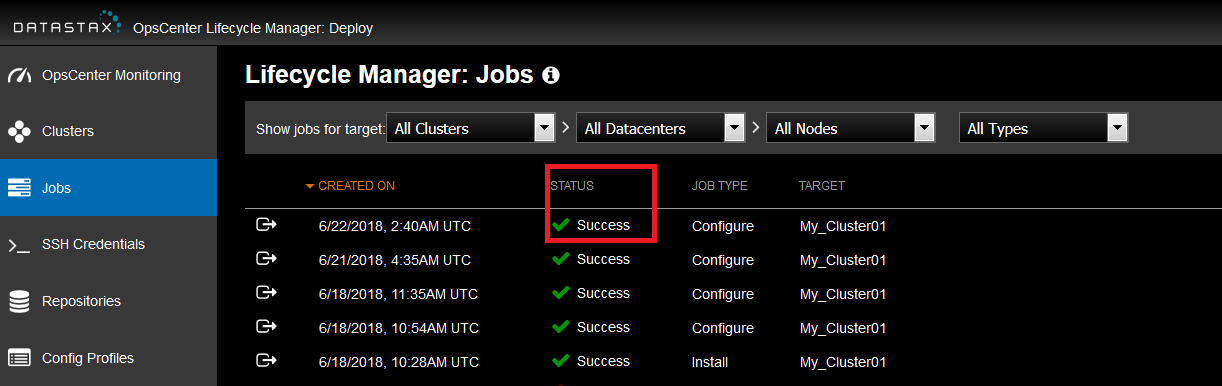 DATASTAX OpsCenter Lifecycle Manager: Deploy
OpsCenter Monitoring
Clusters
Jobs
SSH Credentials
Repositories
Config Profiles
Lifecycle Manager: Jobs
Show jobs for target: All Clusters > All Datacenters > All Nodes All Types
CREATED ON STATUS JOB TYPE TARGET
6/22/2018, 2:40AM UTC Success Configure My_Cluster01
6/21/2018, 4:35AM UTC Success Configure My_Cluster01
6/18/2018, 11:35AM UTC Success Configure My_Cluster01
6/18/2018, 10:54AM UTC Success Configure My_Cluster01
6/18/2018, 10:28AM UTC Success Install My_Cluster01